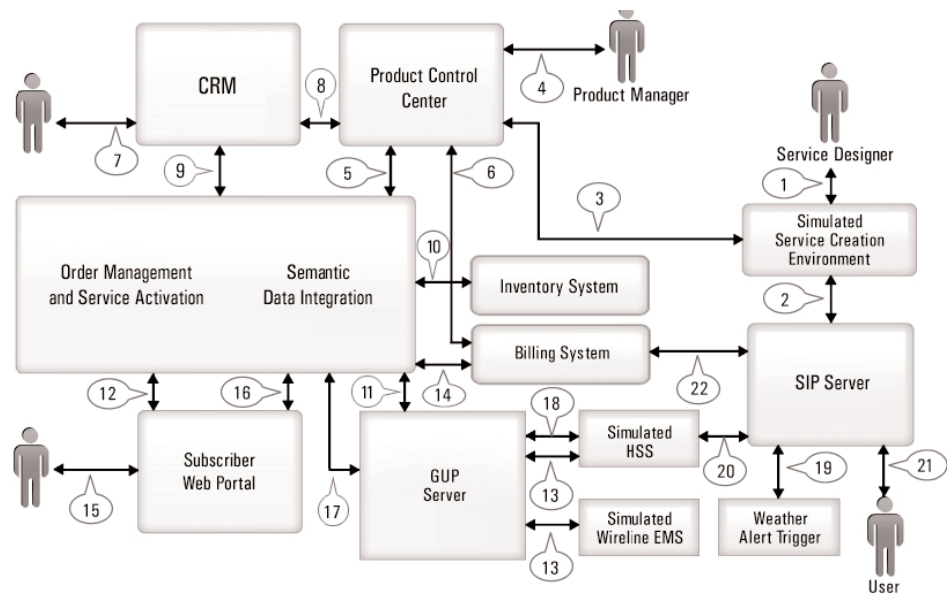 4
Product Manager
CRM
8
Product Control
Center
7
Service Designer
9
5
6
1
3
Simulated
Service Creation
Environment
10
Order Management
and Service Activation
Semantic
Data Integration
Inventory System
2
Billing System
22
SIP Server
12
16
11
14
18
Simulated
HSS
20
Subscriber
Web Portal
GUP
Server
13
19
21
15
17
Simulated
Wireline EMS
13
Weather
Alert Trigger
User